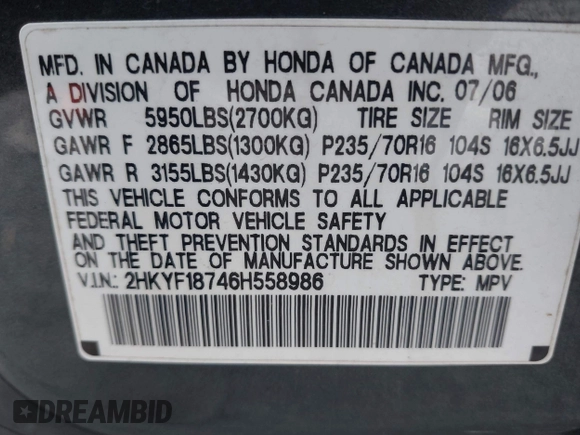 MFD. IN CANADA BY HONDA OF CANADA MFG.,
A DIVISION OF HONDA CANADA INC. 07/06
GVWR 5950LBS(2700KG) TIRE SIZE RIM SIZE
GAWR F 2865LBS(1300KG) P235/70R16 104S 16X6.5JJ
GAWR R 3155LBS(1430KG) P235/70R16 104S 16X6.5JJ
THIS VEHICLE CONFORMS TO ALL APPLICABLE
FEDERAL MOTOR VEHICLE SAFETY
AND THEFT PREVENTION STANDARDS IN EFFECT
ON THE DATE OF MANUFACTURE SHOWN ABOVE.
V.I.N.: 2HKYF18746H558986 TYPE: MPV
DREAMBID